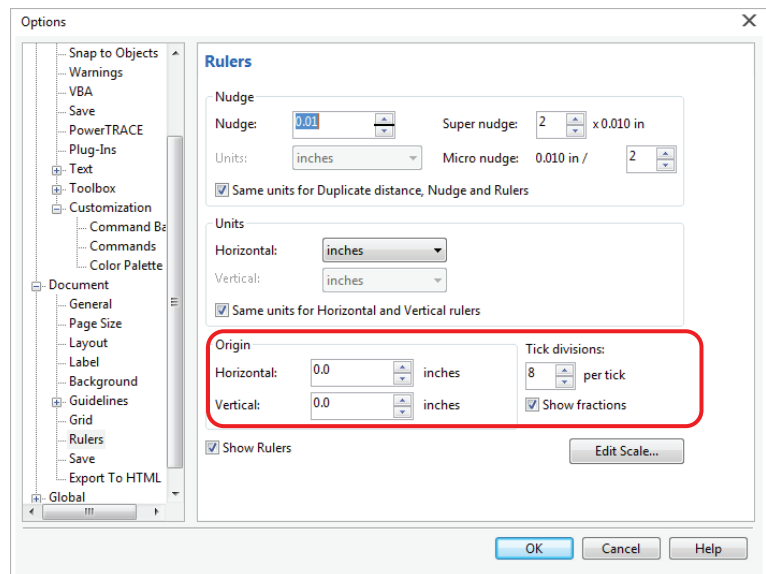 Options
Snap to Objects
Warnings
VBA
Save
PowerTRACE
Plug-Ins
Text
Toolbox
Customization
Command Ba
Commands
Color Palette
Document
General
Page Size
Layout
Label
Background
Guidelines
Grid
Rulers
Save
Export To HTML
Global
Rulers
Nudge
Nudge: 0.01 Super nudge: 2 x 0.010 in
Units: inches Micro nudge: 0.010 in / 2
Same units for Duplicate distance, Nudge and Rulers
Units
Horizontal: inches
Vertical: inches
Same units for Horizontal and Vertical rulers
Origin
Horizontal: 0.0 inches
Vertical: 0.0 inches
Tick divisions:
8 per tick
Show fractions
Show Rulers
Edit Scale...
OK Cancel Help